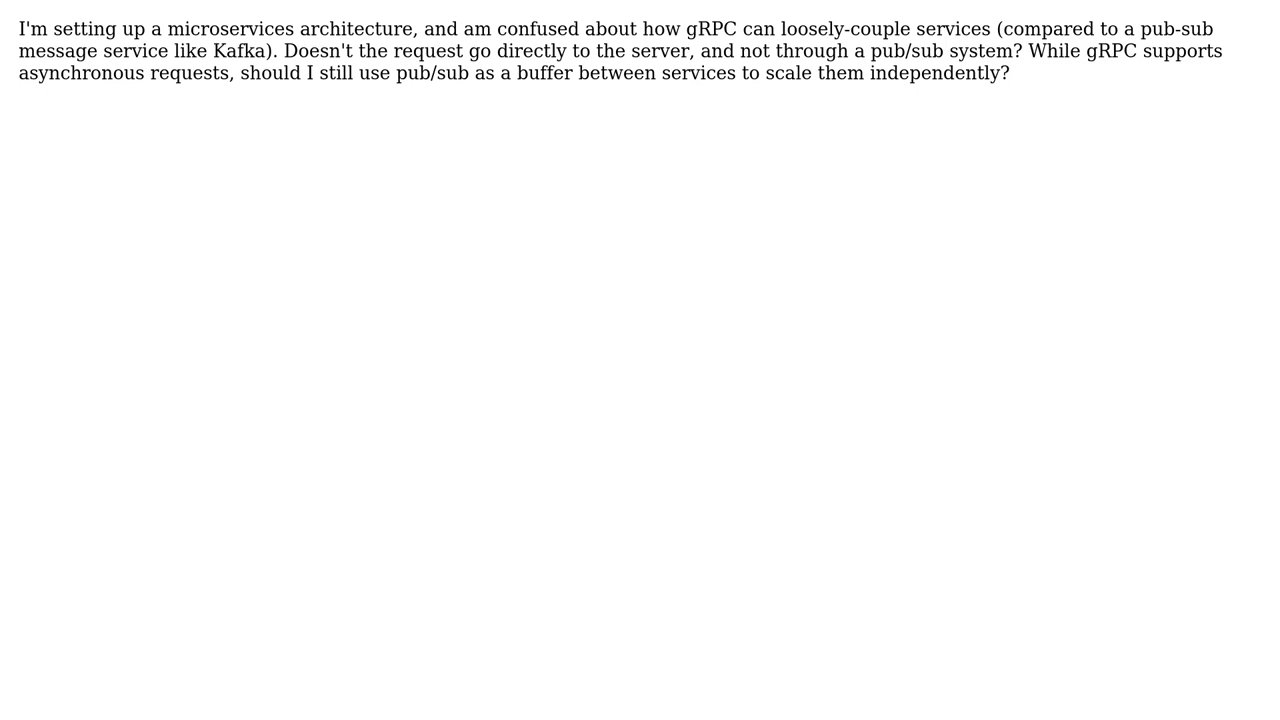 I'm setting up a microservices architecture, and am confused about how gRPC can loosely-couple services (compared to a pub-sub
message service like Kafka). Doesn't the request go directly to the server, and not through a pub/sub system? While gRPC supports
asynchronous requests, should I still use pub/sub as a buffer between services to scale them independently?